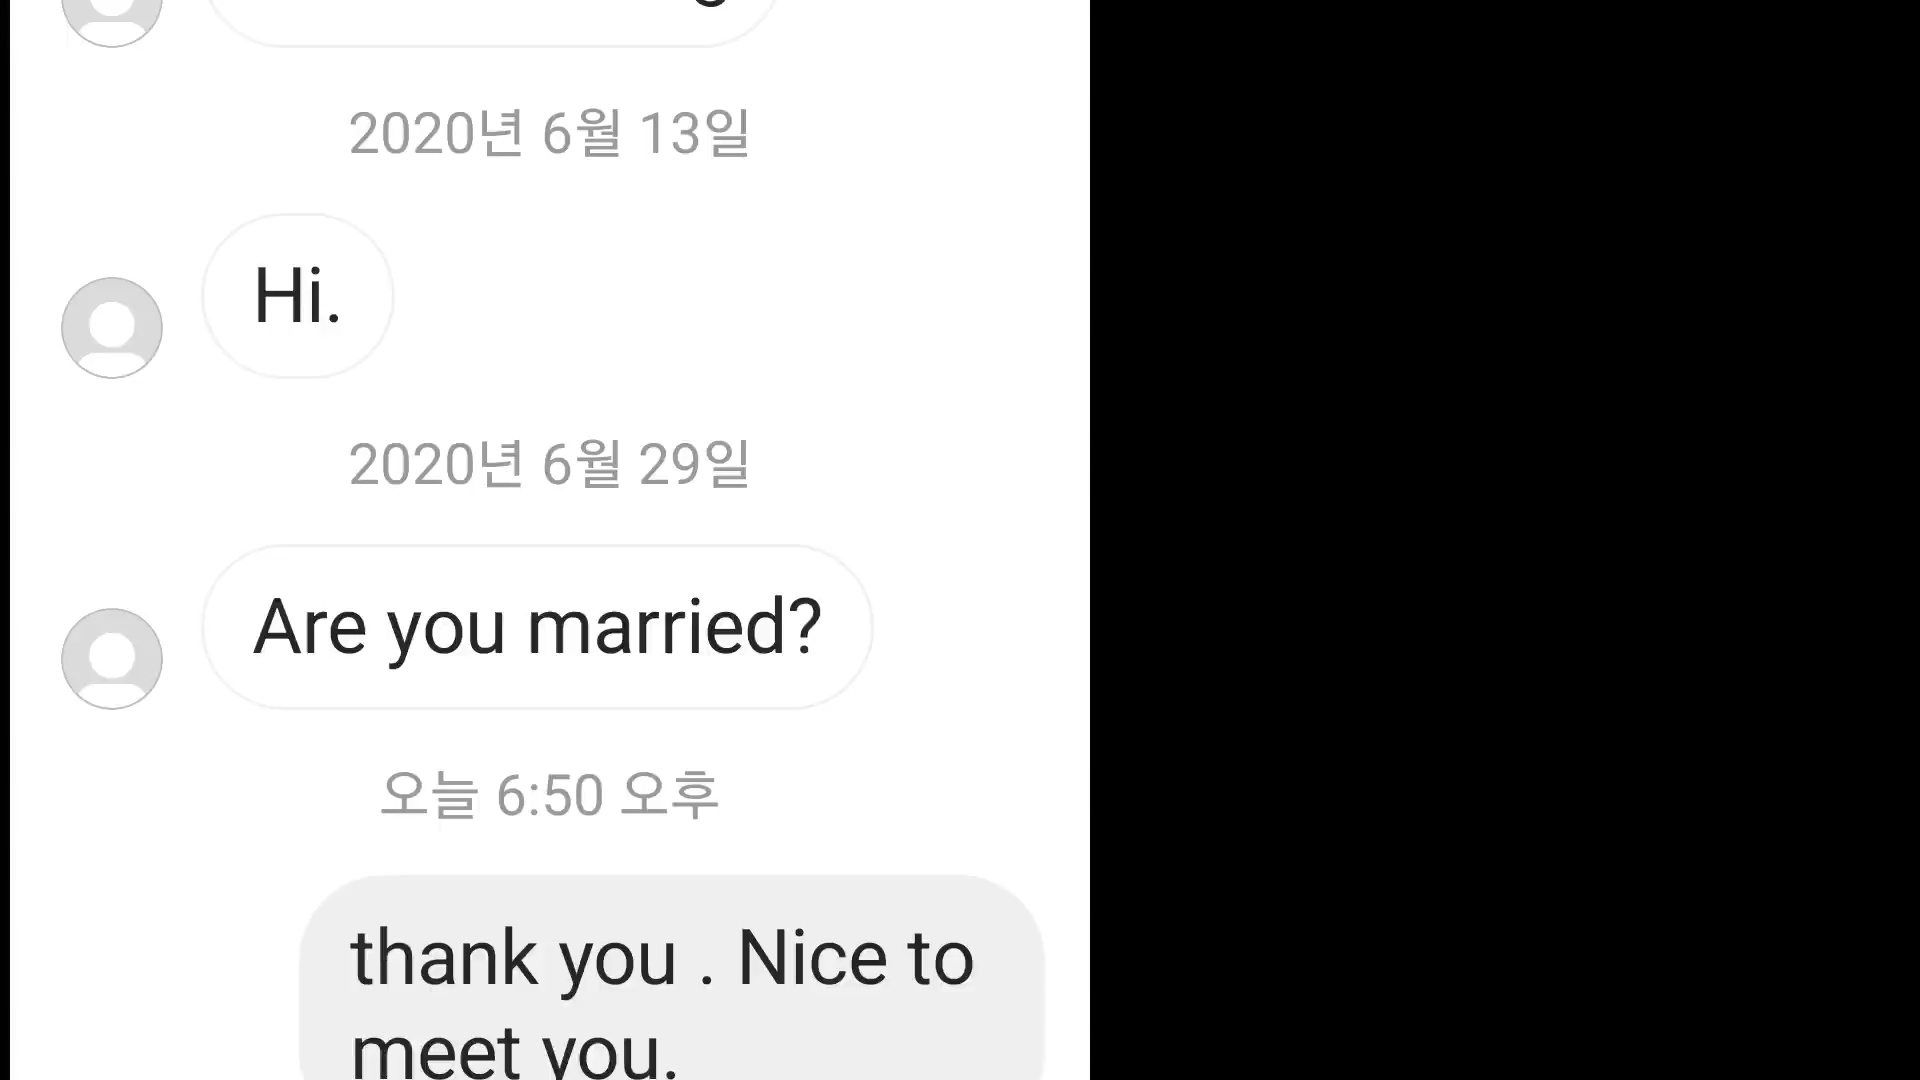 2020년 6월 13일
Hi.
2020년 6월 29일
Are you married?
오늘 6:50 오후
thank you . Nice to
meet you.